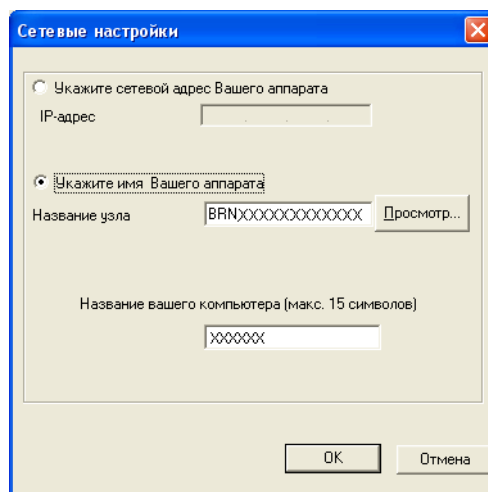 Сетевые настройки
Укажите сетевой адрес Вашего аппарата
IP-адрес
Укажите имя Вашего аппарата
Название узла BRNXXXXXXXXXXXX Просмотр...
Название вашего компьютера (макс. 15 символов)
XXXXXX
OK Отмена